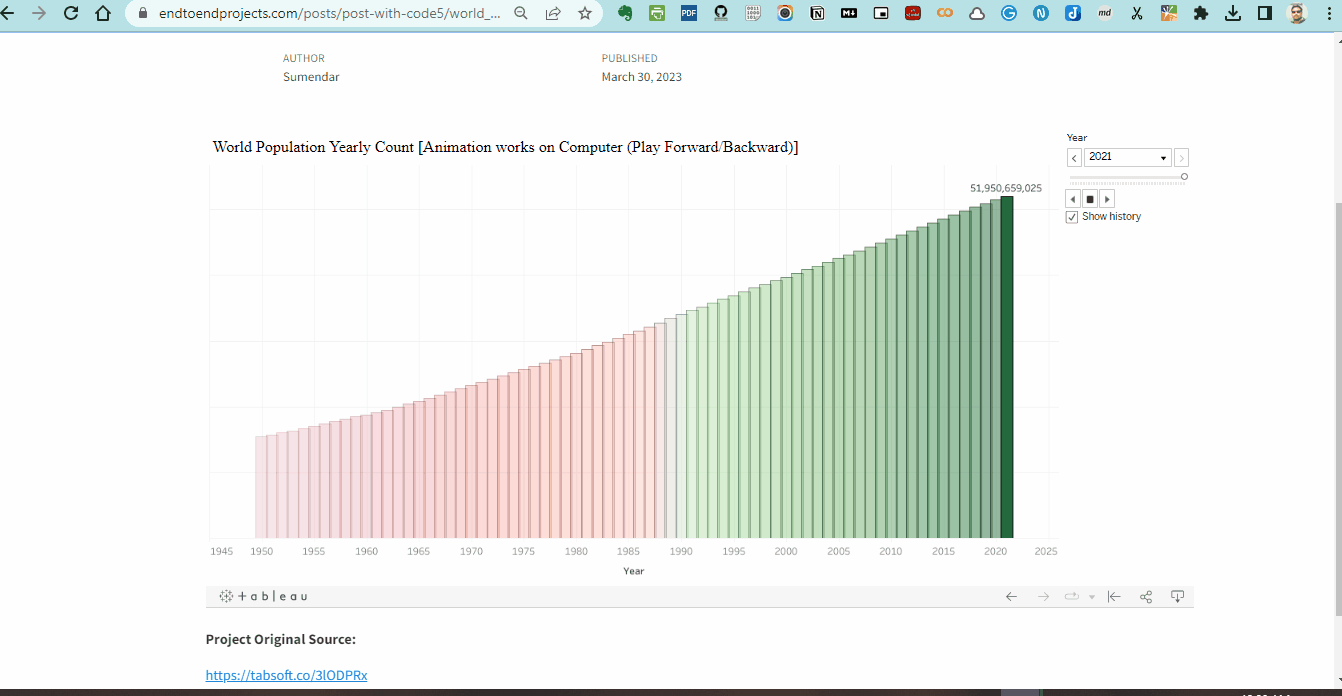 endtoendprojects.com/posts/post-with-code5/world_...
AUTHOR
Sumendar
PUBLISHED
March 30, 2023
World Population Yearly Count [Animation works on Computer (Play Forward/Backward)]
Year
2021
Show history
51,950,659,025
1945 1950 1955 1960 1965 1970 1975 1980 1985 1990 1995 2000 2005 2010 2015 2020 2025
Year
+ a b l e a u
Project Original Source:
https://tabsoft.co/3lODPRx